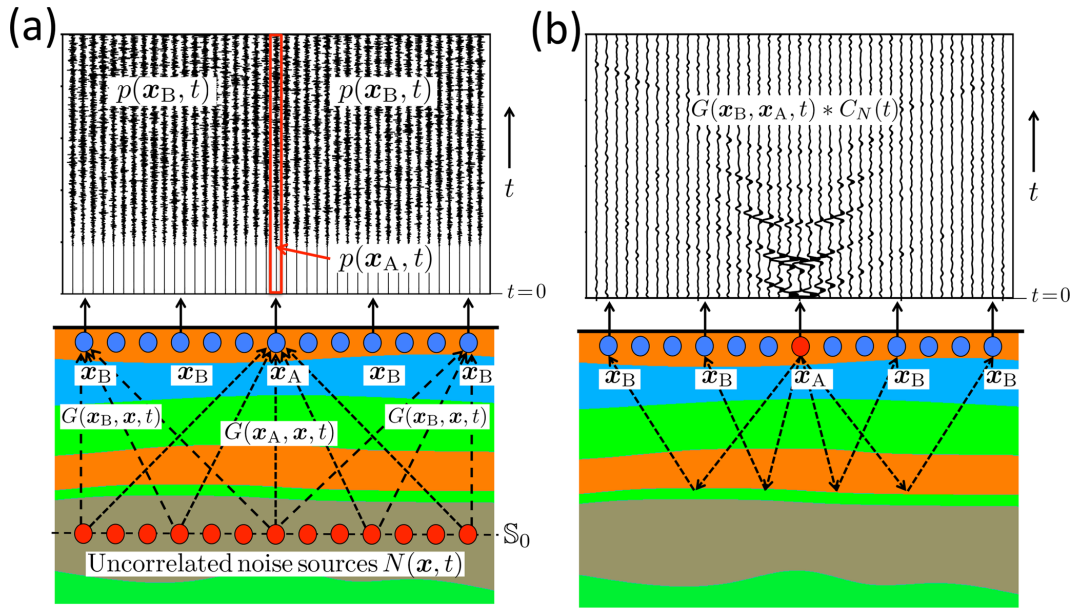 (a)
p(𝒙B, t)
p(𝒙B, t)
t
p(𝒙A, t)
t=0
𝒙B
𝒙B
𝒙A
𝒙B
𝒙B
G(𝒙B, 𝒙, t)
G(𝒙A, 𝒙, t)
G(𝒙B, 𝒙, t)
𝕊0
Uncorrelated noise sources N(𝒙, t)
(b)
G(𝒙B, 𝒙A, t) ∗ CN(t)
t
t=0
𝒙B
𝒙B
𝒙A
𝒙B
𝒙B